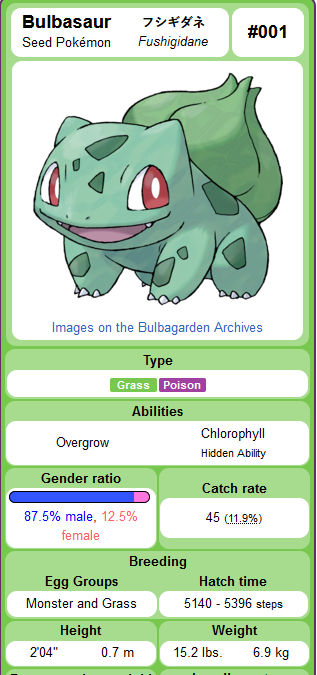 Bulbasaur
フシギダネ
#001
Seed Pokémon
Fushigidane
Images on the Bulbagarden Archives
Type
Grass Poison
Abilities
Overgrow
Chlorophyll
Hidden Ability
Gender ratio
87.5% male, 12.5%
female
Catch rate
45 (11.9%)
Breeding
Egg Groups
Monster and Grass
Hatch time
5140 - 5396 steps
Height
2'04" 0.7 m
Weight
15.2 lbs. 6.9 kg